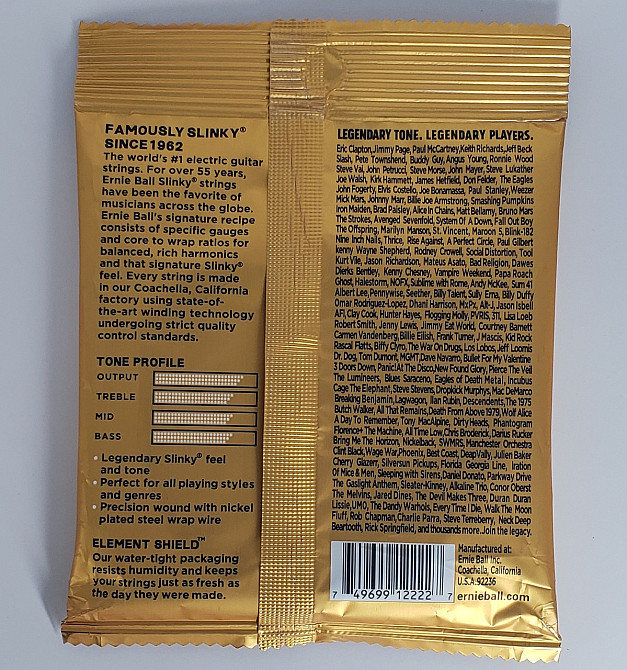 FAMOUSLY SLINKY®
SINCE 1962
The world's #1 electric guitar
strings. For over 55 years,
Ernie Ball Slinky® strings
have been the favorite of
musicians across the globe.
Ernie Ball's signature recipe
consists of specific gauges
and core to wrap ratios for
balanced, rich harmonics
and that signature Slinky®
feel. Every string is made
in our Coachella, California
factory using state-of-
the-art winding technology
undergoing strict quality
control standards.
TONE PROFILE
OUTPUT
TREBLE
MID
BASS
• Legendary Slinky® feel
and tone
• Perfect for all playing styles
and genres
• Precision wound with nickel
plated steel wrap wire
ELEMENT SHIELD™
Our water-tight packaging
resists humidity and keeps
your strings just as fresh as
the day they were made.
LEGENDARY TONE. LEGENDARY PLAYERS.
Eric Clapton, Jimmy Page, Paul McCartney, Keith Richards, Jeff Beck
Slash, Pete Townshend, Buddy Guy, Angus Young, Ronnie Wood
Steve Vai, John Petrucci, Steve Morse, John Mayer, Steve Lukather
Joe Walsh, Kirk Hammett, James Hetfield, Don Felder, The Eagles
John Fogerty, Elvis Costello, Joe Bonamassa, Paul Stanley, Weezer
Mick Mars, Johnny Marr, Billie Joe Armstrong, Smashing Pumpkins
Iron Maiden, Brad Paisley, Alice In Chains, Matt Bellamy, Bruno Mars
The Strokes, Avenged Sevenfold, System Of A Down, Fall Out Boy
The Offspring, Marilyn Manson, St. Vincent, Maroon 5, Blink-182
Nine Inch Nails, Thrice, Rise Against, A Perfect Circle, Paul Gilbert
Kenny Wayne Shepherd, Rodney Crowell, Social Distortion, Tool
Kurt Vile, Jason Richardson, Mateus Asato, Bad Religion, Dawes
Dierks Bentley, Kenny Chesney, Vampire Weekend, Papa Roach
Ghost, Halestorm, NOFX, Sublime with Rome, Andy McKee, Sum 41
Albert Lee, Pennywise, Seether, Billy Talent, Sully Erna, Billy Duffy
Omar Rodriguez-Lopez, Dhani Harrison, MxPx, Alt-J, Jason Isbell
AFI, Clay Cook, Hunter Hayes, Flogging Molly, PVRIS, 311, Lisa Loeb
Robert Smith, Jenny Lewis, Jimmy Eat World, Courtney Barnett
Brandi Carlile, Billie Eilish, Frank Turner, J Mascis, Kid Rock
Rascal Flatts, Biffy Clyro, The War On Drugs, Los Lobos, Jeff Loomis
Dr. Dog, Tom Dumont, MGMT, Dave Navarro, Bullet For My Valentine
3 Doors Down, Panic! At The Disco, New Found Glory, Pierce The Veil
The Lumineers, Blues Saraceno, Eagles of Death Metal, Incubus
Cage The Elephant, Steve Stevens, Dropkick Murphys, Mac DeMarco
Breaking Benjamin, Lagwagon, Ilan Rubin, Descendents, The 1975
Butch Walker, All That Remains, Death From Above 1979, Wolf Alice
A Day To Remember, Tony MacAlpine, Dirty Heads, Phantogram
Florence+ The Machine, All Time Low, Chris Broderick, Darius Rucker
Bring Me The Horizon, Nickelback, SWMRS, Manchester Orchestra
Clint Black, Wage War, Phoenix, Best Coast, Deap Vally, Julien Baker
Cherry Glazerr, Silversun Pickups, Florida Georgia Line, Iration
Of Mice & Men, Sleeping with Sirens, Daniel Donato, Parkway Drive
The Gaslight Anthem, Sleater-Kinney, Alkaline Trio, Conor Oberst
The Melvins, Jared Dines, The Devil Makes Three, Duran Duran
Lissie, UMO, The Dandy Warhols, Every Time I Die, Walk The Moon
Fluff, Rob Chapman, Charlie Parra, Steve Terreberry, Neck Deep
Beartooth, Rick Springfield, and thousands more. Join the legacy.
7 49699 12222 7
Manufactured at:
Ernie Ball Inc.
Coachella, California
U.S.A. 92236
ernieball.com